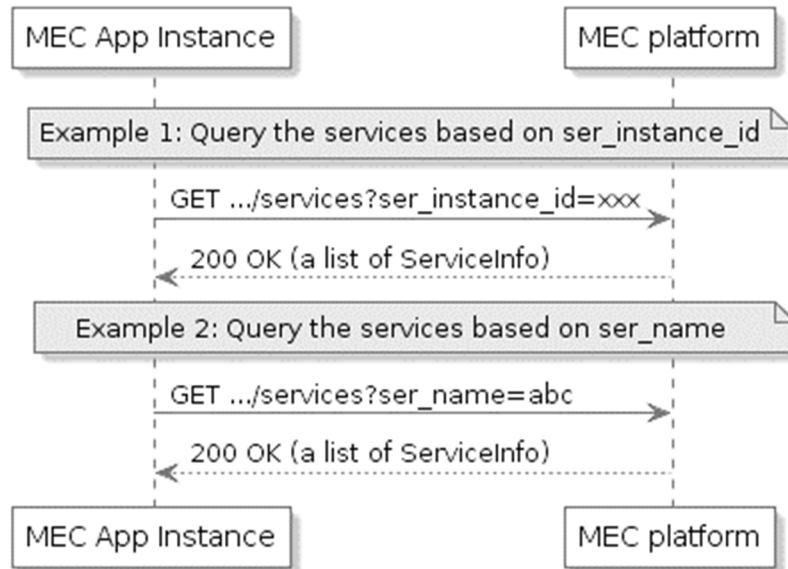 MEC App Instance
MEC platform
Example 1: Query the services based on ser_instance_id
GET .../services?ser_instance_id=xxx
200 OK (a list of ServiceInfo)
Example 2: Query the services based on ser_name
GET .../services?ser_name=abc
200 OK (a list of ServiceInfo)
MEC App Instance
MEC platform